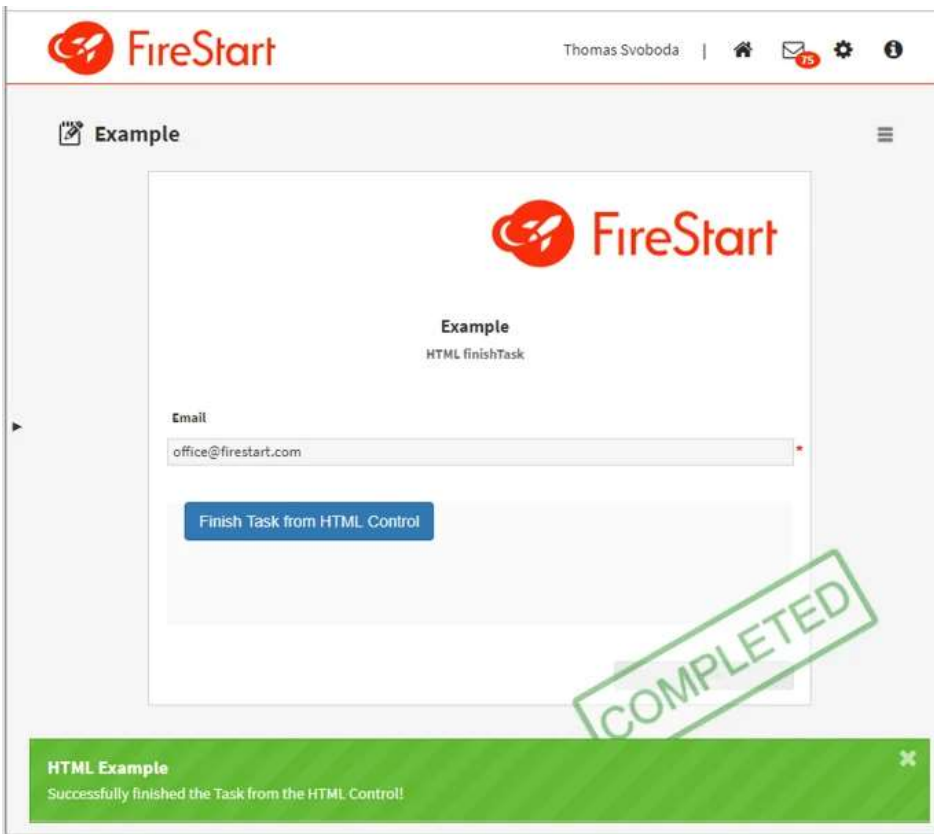 FireStart
Thomas Svoboda |
75
Example
FireStart
Example
HTML finishTask
Email
office@firestart.com *
Finish Task from HTML Control
COMPLETED
HTML Example
Successfully finished the Task from the HTML Control!